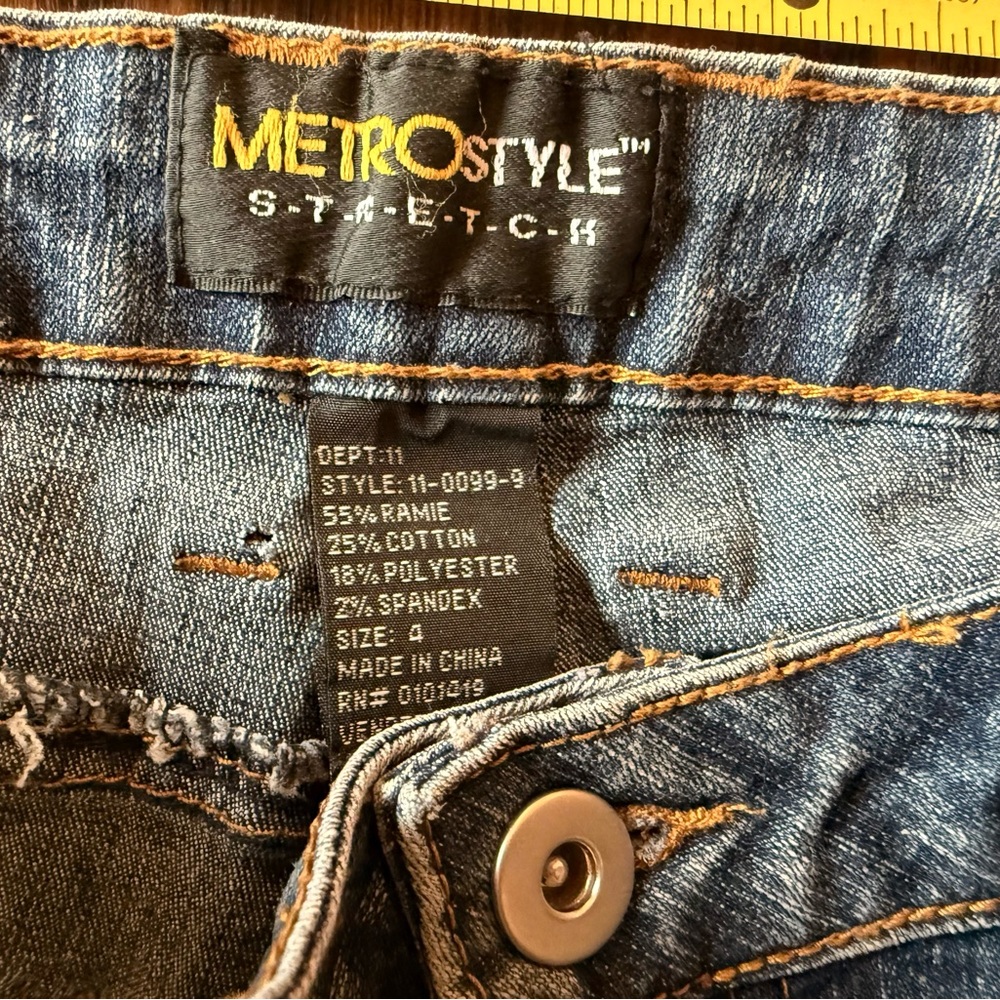 METROSTYLE™
S-T-R-E-T-C-H
DEPT:11
STYLE:11-0099-9
55% RAMIE
25% COTTON
18% POLYESTER
2% SPANDEX
SIZE: 4
MADE IN CHINA
RN# 0101019